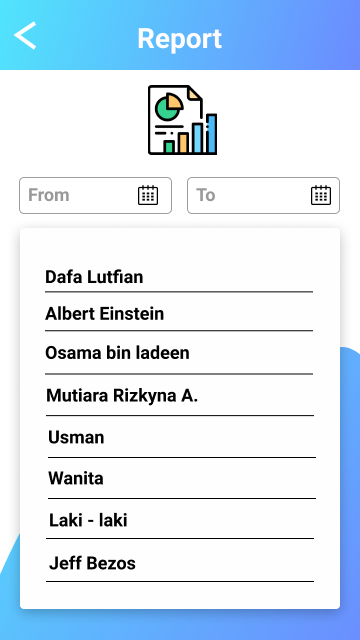 Report
From
To
Dafa Lutfian
Albert Einstein
Osama bin ladeen
Mutiara Rizkyna A.
Usman
Wanita
Laki - laki
Jeff Bezos